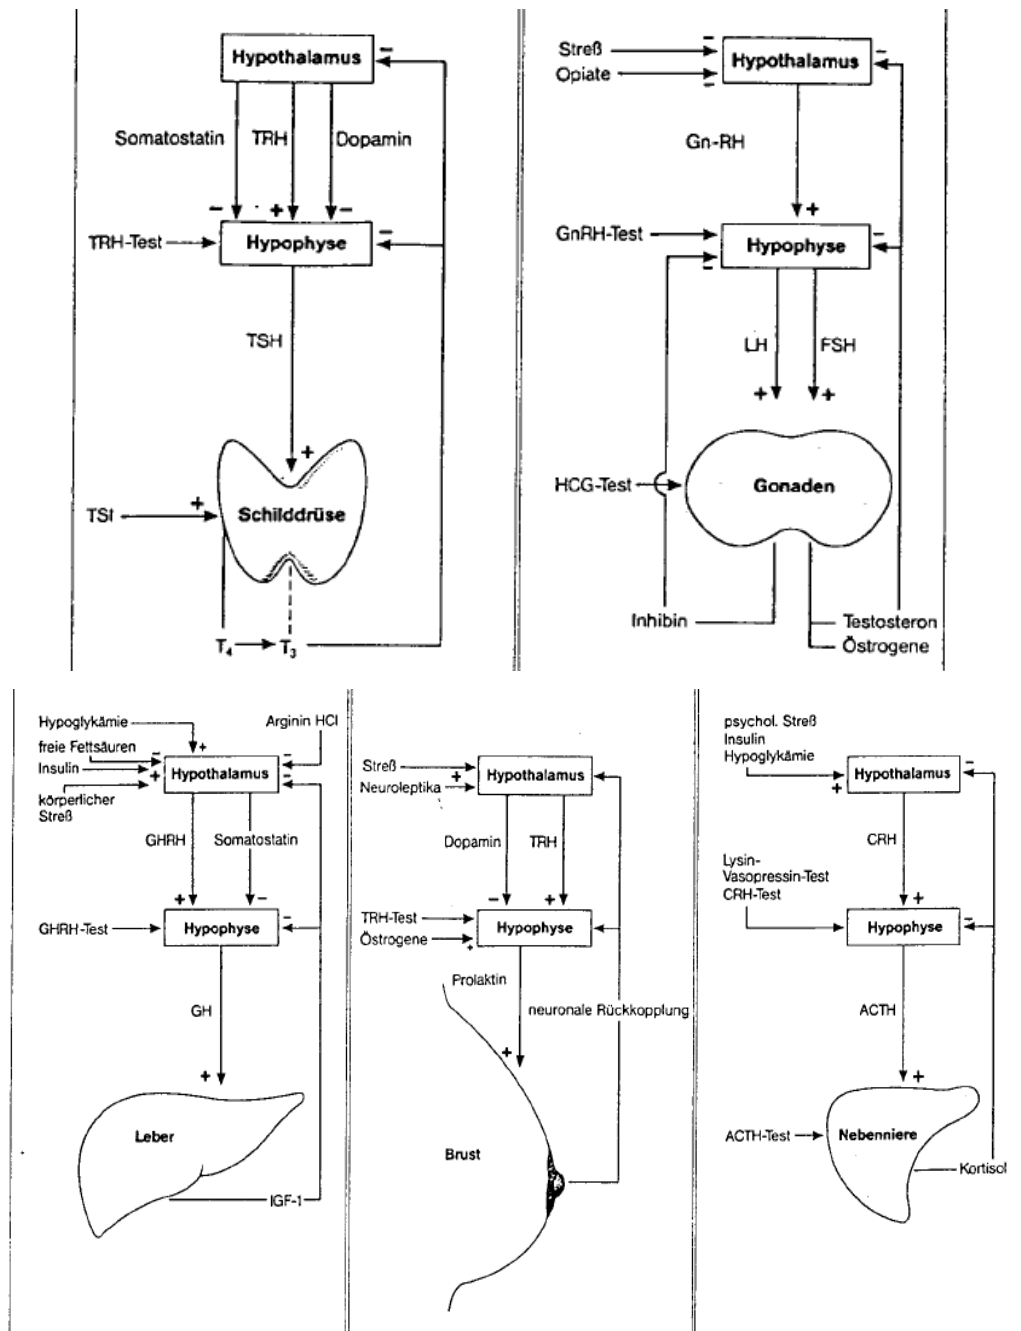 Hypothalamus
Somatostatin TRH Dopamin
- + -
TRH-Test
Hypophyse
-
-
TSH
+
TSI
+
Schilddrüse
T4 T3
Streß
Opiate
-
-
Hypothalamus
-
Gn-RH
+
GnRH-Test
-
Hypophyse
-
LH FSH
+ +
HCG-Test
Gonaden
Inhibin
Testosteron
Östrogene
Hypoglykämie
+
Arginin HCl
-
freie Fettsäuren
-
Insulin
+
Hypothalamus
-
körperlicher
Streß
GHRH Somatostatin
+ -
GHRH-Test
Hypophyse
-
GH
+
Leber
IGF-1
Streß
+
Neuroleptika
Hypothalamus
Dopamin TRH
- +
TRH-Test
Östrogene
+
Hypophyse
Prolaktin
neuronale Rückkopplung
+
Brust
psychol. Streß
Insulin
Hypoglykämie
+
Hypothalamus
-
CRH
Lysin-
Vasopressin-Test
CRH-Test
+
Hypophyse
-
ACTH
+
ACTH-Test
Nebenniere
Kortisol